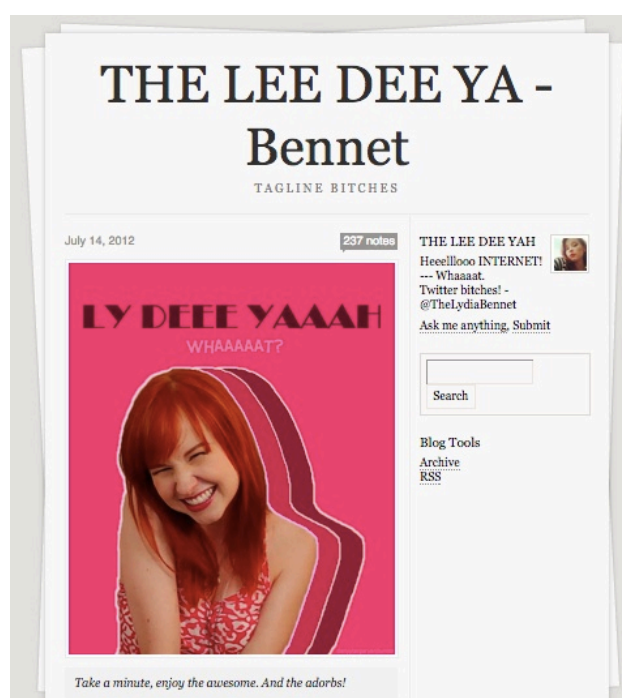 THE LEE DEE YA -
Bennet
TAGLINE BITCHES
July 14, 2012
237 notes
LY DEEE YAAAH
WHAAAAAT?
Take a minute, enjoy the awesome. And the adorbs!
THE LEE DEE YAH
Heeelllooo INTERNET!
--- Whaaaat.
Twitter bitches! -
@TheLydiaBennet
Ask me anything, Submit
Search
Blog Tools
Archive
RSS